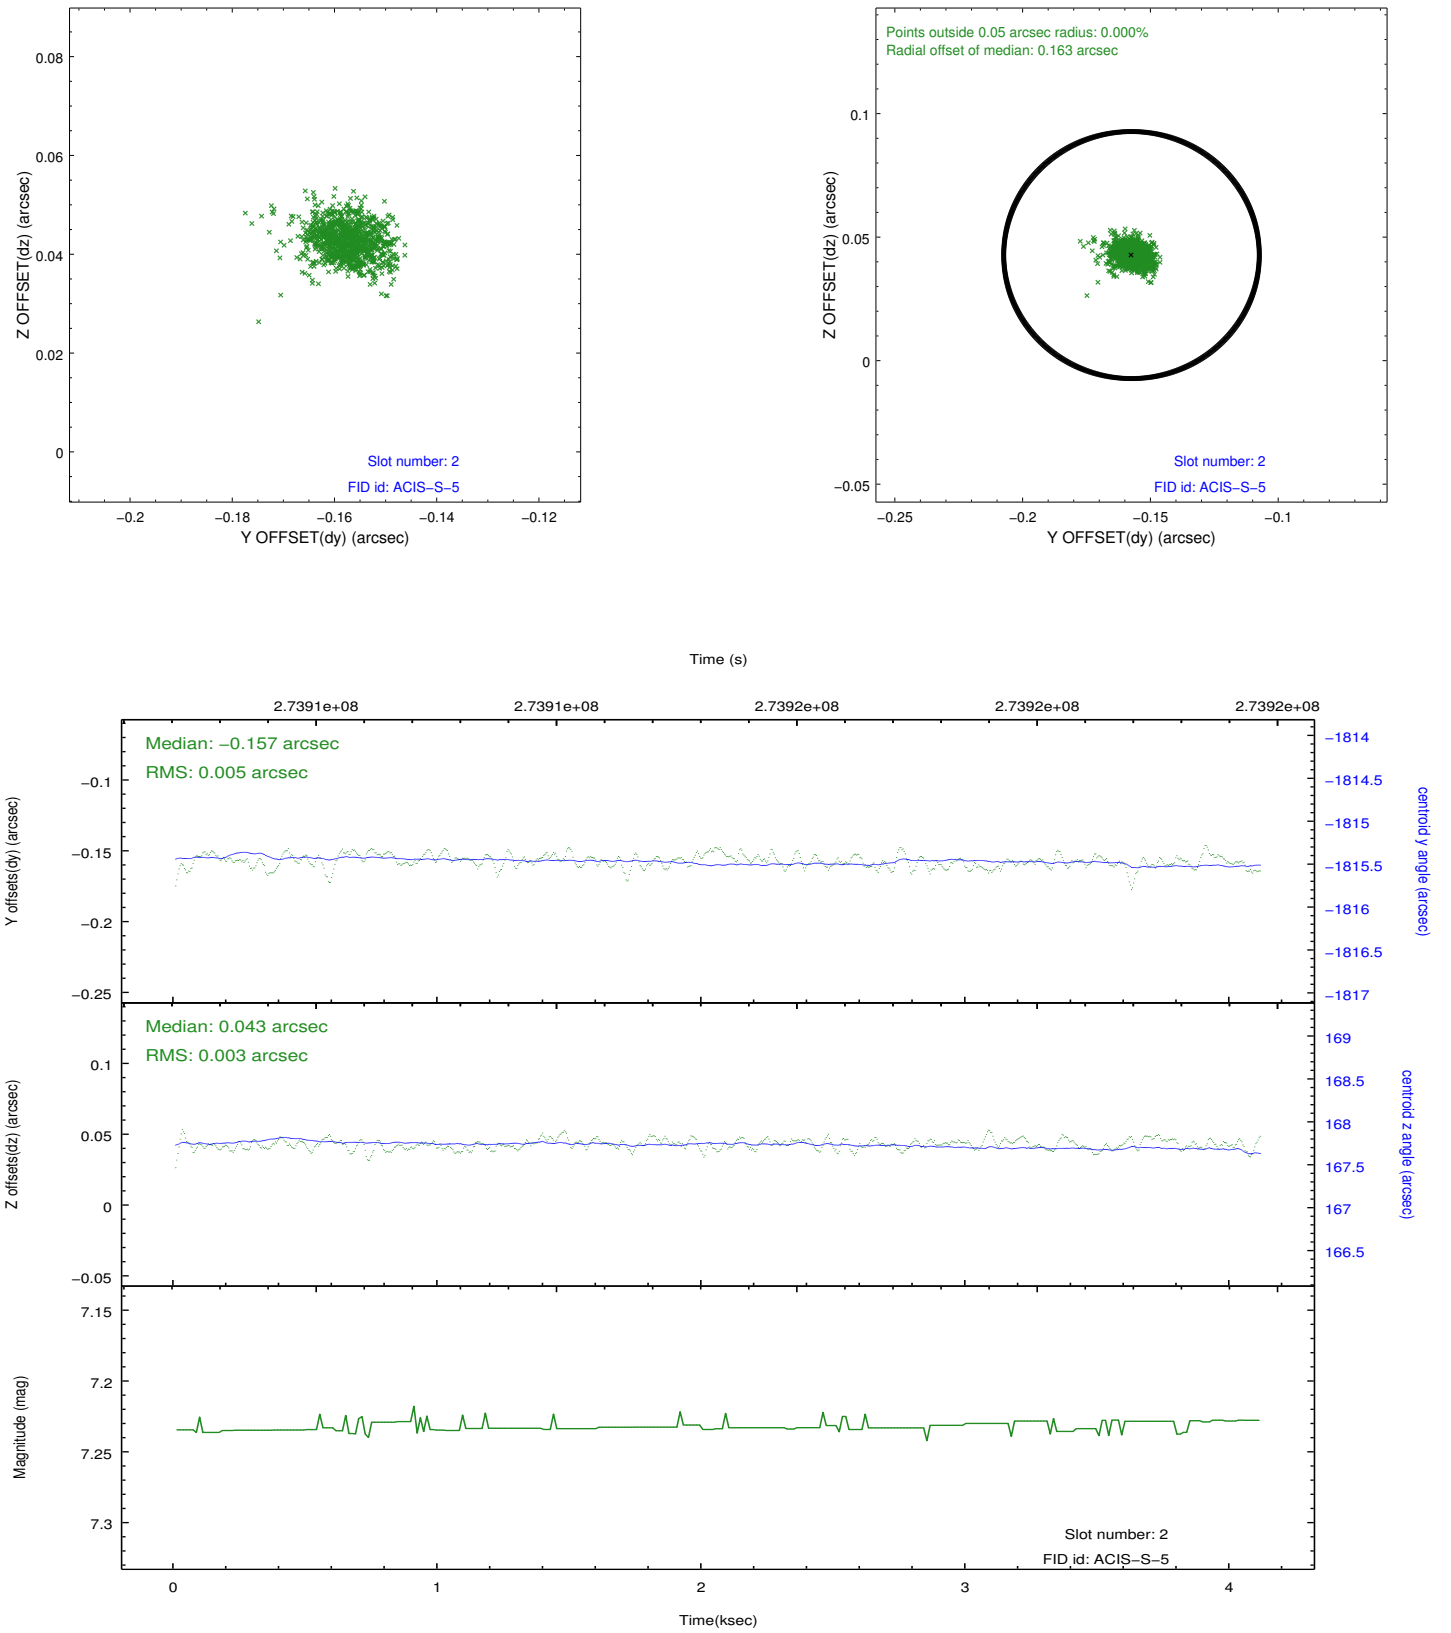 0.08
0.06
0.04
0.02
0
Z OFFSET(dz) (arcsec)
−0.2
−0.18
−0.16
−0.14
−0.12
Y OFFSET(dy) (arcsec)
Slot number: 2
FID id: ACIS−S−5
Points outside 0.05 arcsec radius: 0.000%
Radial offset of median: 0.163 arcsec
0.1
0.05
0
−0.05
Z OFFSET(dz) (arcsec)
−0.25
−0.2
−0.15
−0.1
Y OFFSET(dy) (arcsec)
Slot number: 2
FID id: ACIS−S−5
Time (s)
2.7391e+08
2.7391e+08
2.7392e+08
2.7392e+08
2.7392e+08
Median: −0.157 arcsec
RMS: 0.005 arcsec
−0.1
−0.15
−0.2
−0.25
Y offsets(dy) (arcsec)
−1814
−1814.5
−1815
−1815.5
−1816
−1816.5
−1817
centroid y angle (arcsec)
Median: 0.043 arcsec
RMS: 0.003 arcsec
0.1
0.05
0
−0.05
Z offsets(dz) (arcsec)
169
168.5
168
167.5
167
166.5
centroid z angle (arcsec)
7.15
7.2
7.25
7.3
Magnitude (mag)
Slot number: 2
FID id: ACIS−S−5
0
1
2
3
4
Time(ksec)